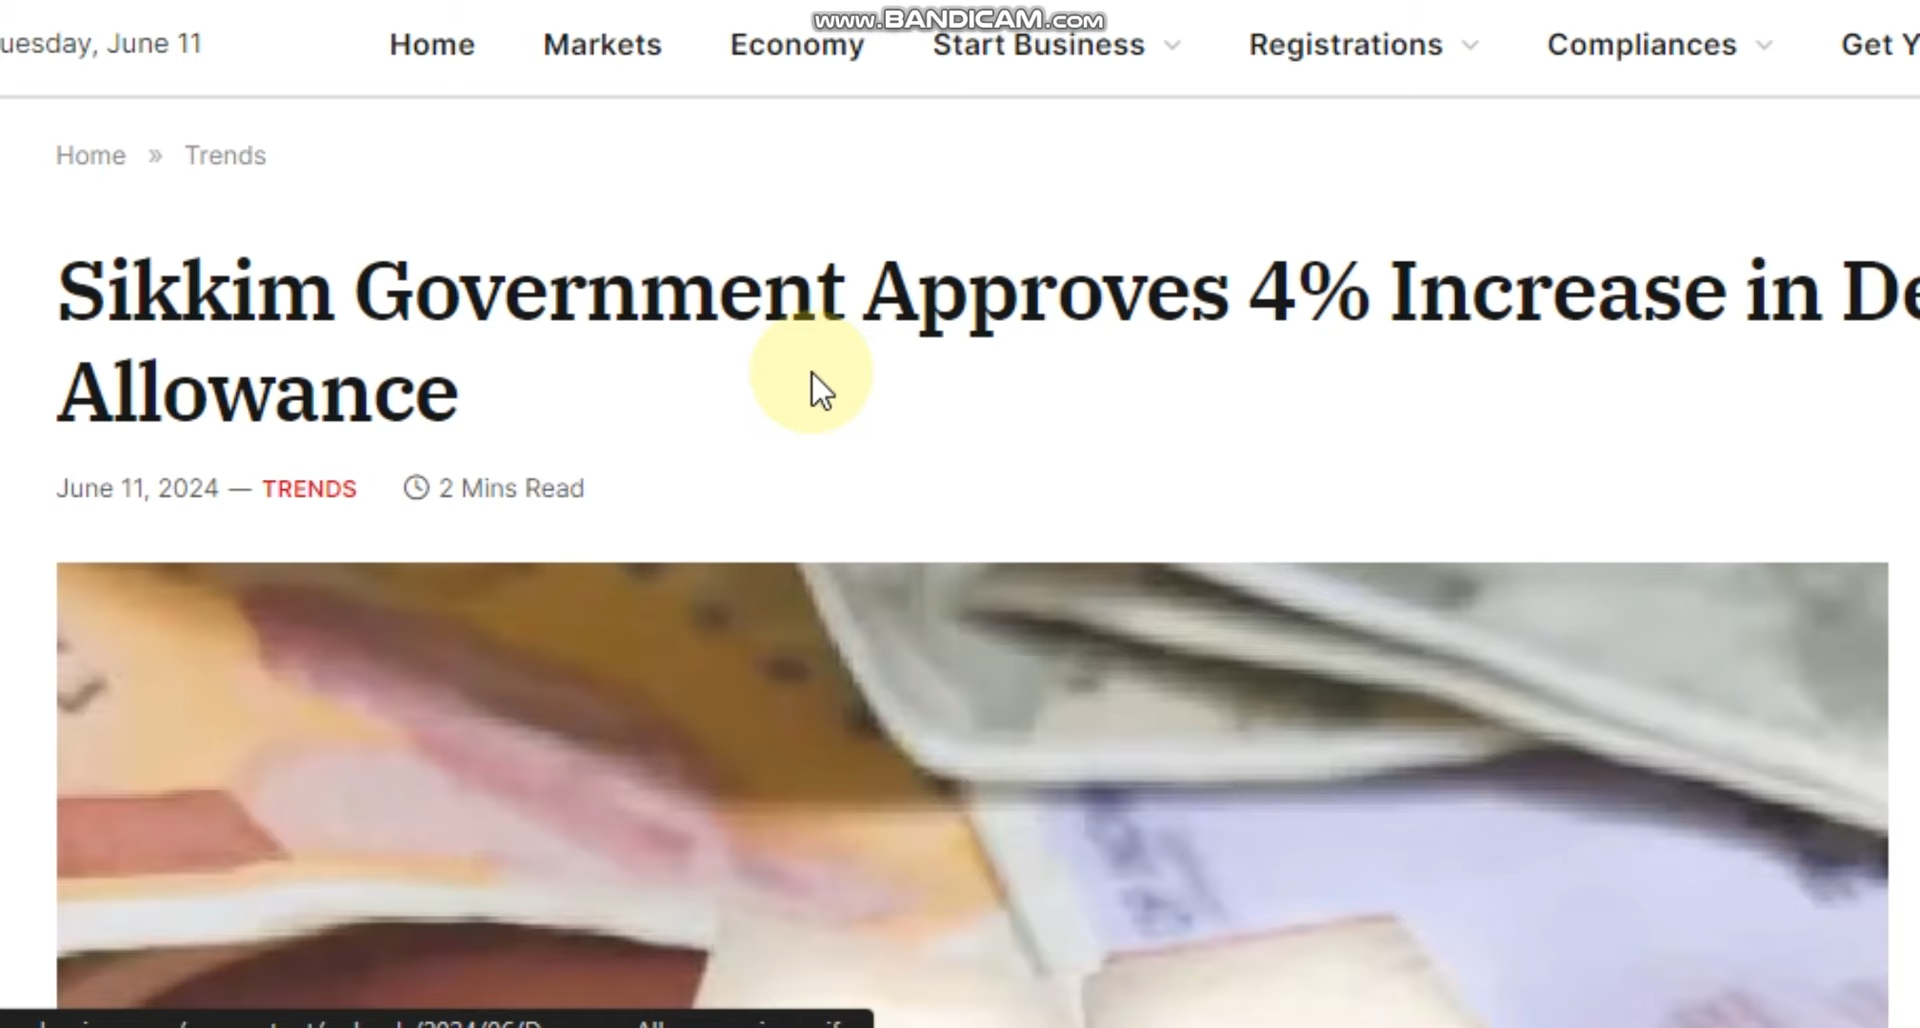 www.BANDICAM.com
uesday, June 11 Home Markets Economy Start Business Registrations Compliances Get Y
Home » Trends
Sikkim Government Approves 4% Increase in De
Allowance
June 11, 2024 — TRENDS 2 Mins Read